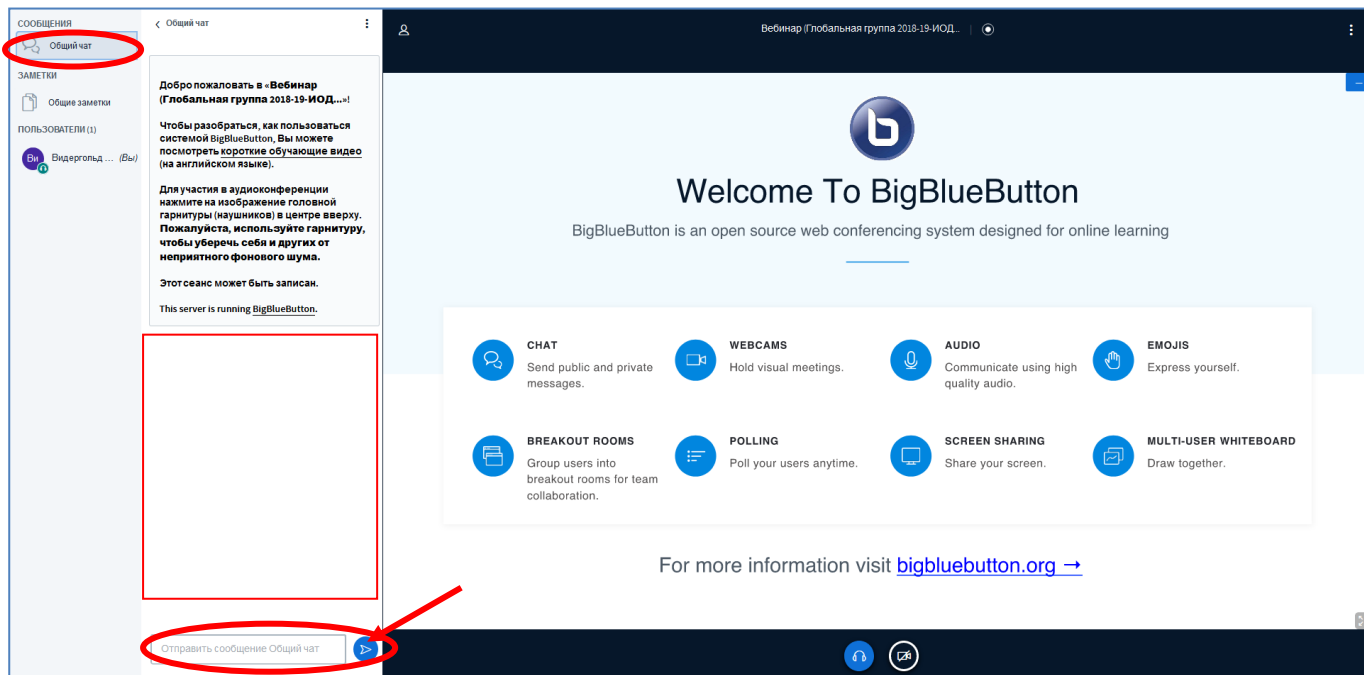 СООБЩЕНИЯ
Общий чат
ЗАМЕТКИ
Общие заметки
ПОЛЬЗОВАТЕЛИ (1)
Ви
Видергольд ... (Вы)
Общий чат
Добро пожаловать в «Вебинар
(Глобальная группа 2018-19-ИОД...»!
Чтобы разобраться, как пользоваться
системой BigBlueButton, Вы можете
посмотреть короткие обучающие видео
(на английском языке).
Для участия в аудиоконференции
нажмите на изображение головной
гарнитуры (наушников) в центре вверху.
Пожалуйста, используйте гарнитуру,
чтобы уберечь себя и других от
неприятного фонового шума.
Этот сеанс может быть записан.
This server is running BigBlueButton.
Отправить сообщение Общий чат
Вебинар (Глобальная группа 2018-19-ИОД...
b
Welcome To BigBlueButton
BigBlueButton is an open source web conferencing system designed for online learning
CHAT
Send public and private
messages.
WEBCAMS
Hold visual meetings.
AUDIO
Communicate using high
quality audio.
EMOJIS
Express yourself.
BREAKOUT ROOMS
Group users into
breakout rooms for team
collaboration.
POLLING
Poll your users anytime.
SCREEN SHARING
Share your screen.
MULTI-USER WHITEBOARD
Draw together.
For more information visit bigbluebutton.org →